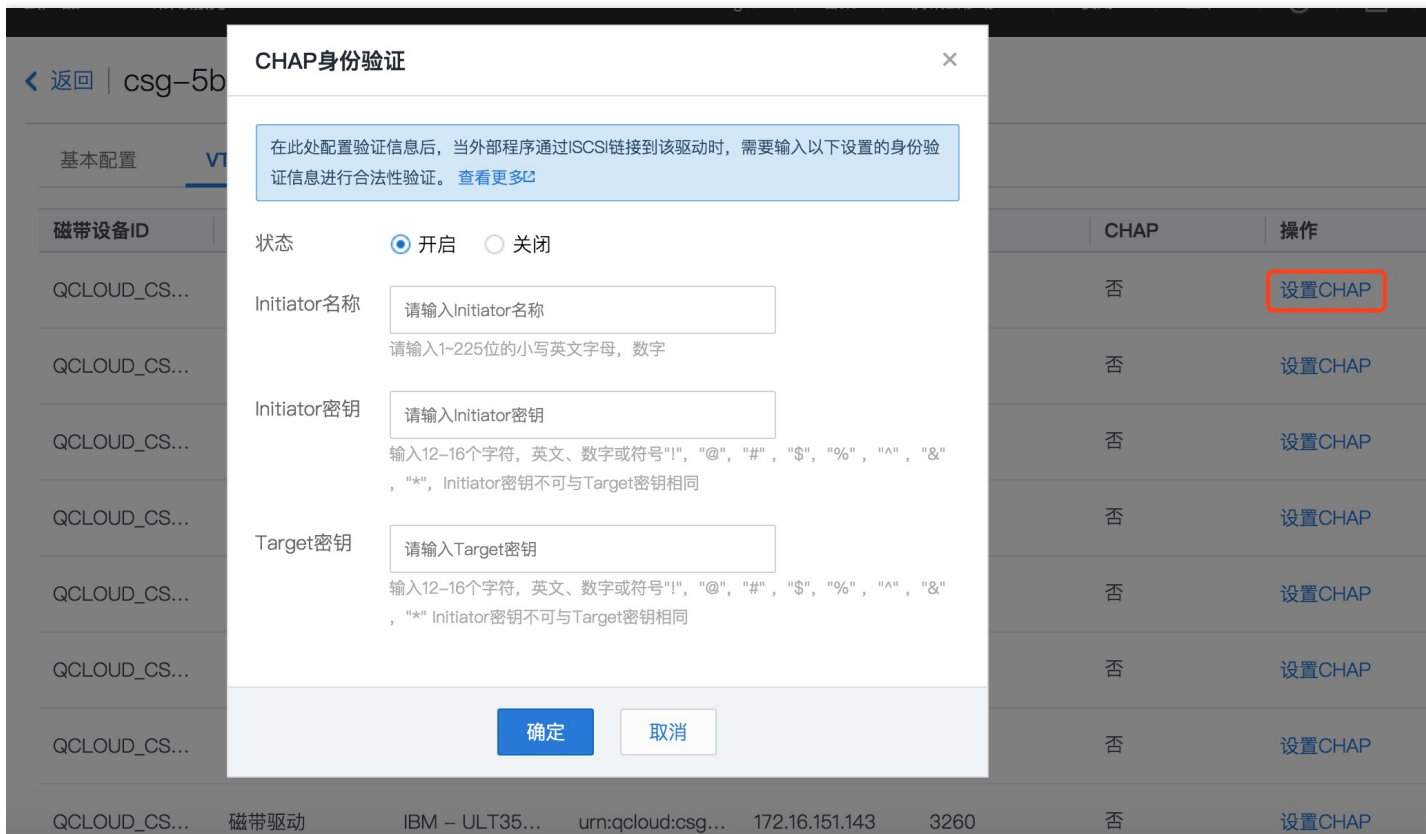 CHAP身份验证
返回 csg-5b
在此处配置验证信息后，当外部程序通过ISCSI链接到该驱动时，需要输入以下设置的身份验
证信息进行合法性验证。 查看更多
基本配置 VT
磁带设备ID CHAP 操作
状态 开启 关闭
Initiator名称 请输入Initiator名称
请输入1~225位的小写英文字母，数字
Initiator密钥 请输入Initiator密钥
输入12-16个字符，英文、数字或符号"!"，"@"，"#"，"$"，"%"，"^"，"&"
，"*"，Initiator密钥不可与Target密钥相同
Target密钥 请输入Target密钥
输入12-16个字符，英文、数字或符号"!"，"@"，"#"，"$"，"%"，"^"，"&"
，"*" Initiator密钥不可与Target密钥相同
确定 取消
QCLOUD_CS... 否 设置CHAP
QCLOUD_CS... 否 设置CHAP
QCLOUD_CS... 否 设置CHAP
QCLOUD_CS... 否 设置CHAP
QCLOUD_CS... 否 设置CHAP
QCLOUD_CS... 否 设置CHAP
QCLOUD_CS... 否 设置CHAP
QCLOUD_CS... 磁带驱动 IBM - ULT35... urn:qcloud:csg... 172.16.151.143 3260 否 设置CHAP